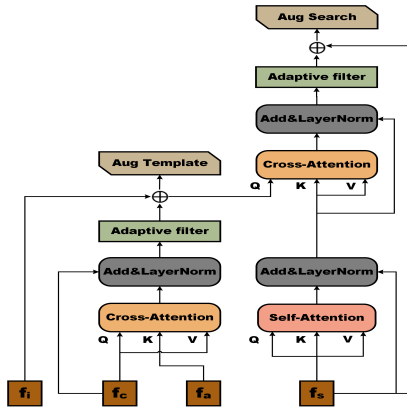 Aug Search
Adaptive filter
Add&LayerNorm
Cross-Attention
Q K V
Aug Template
Adaptive filter
Add&LayerNorm
Cross-Attention
Q K V
Add&LayerNorm
Self-Attention
Q K V
fi fc fa fs